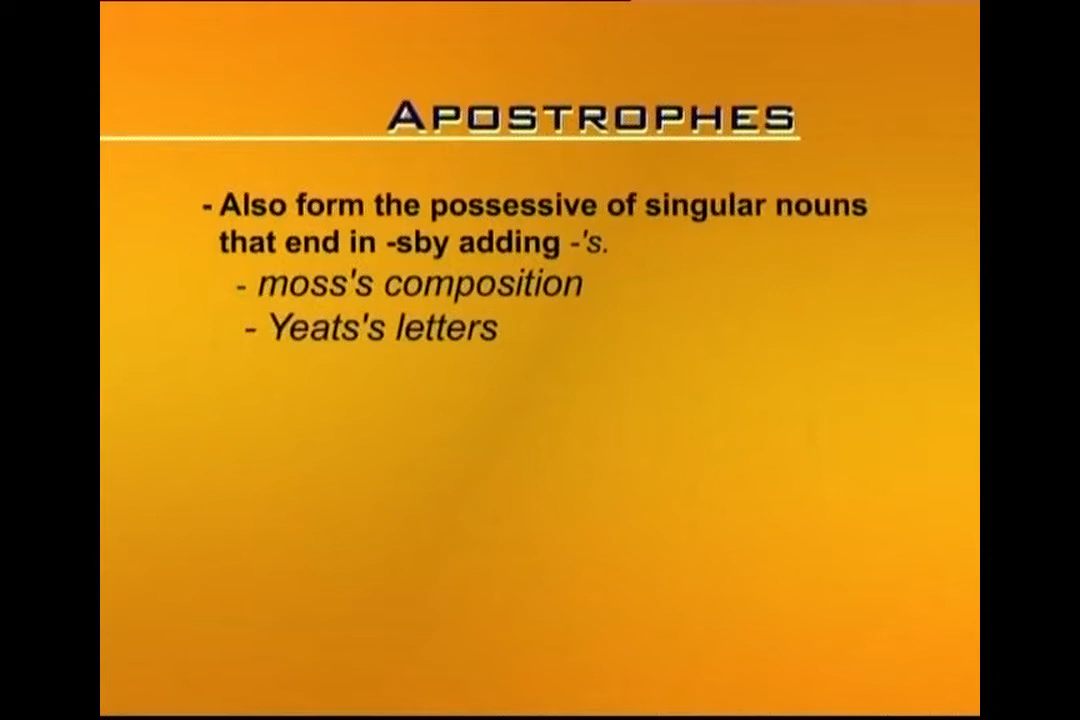 APOSTROPHES
- Also form the possessive of singular nouns
that end in -sby adding -'s.
- moss's composition
- Yeats's letters